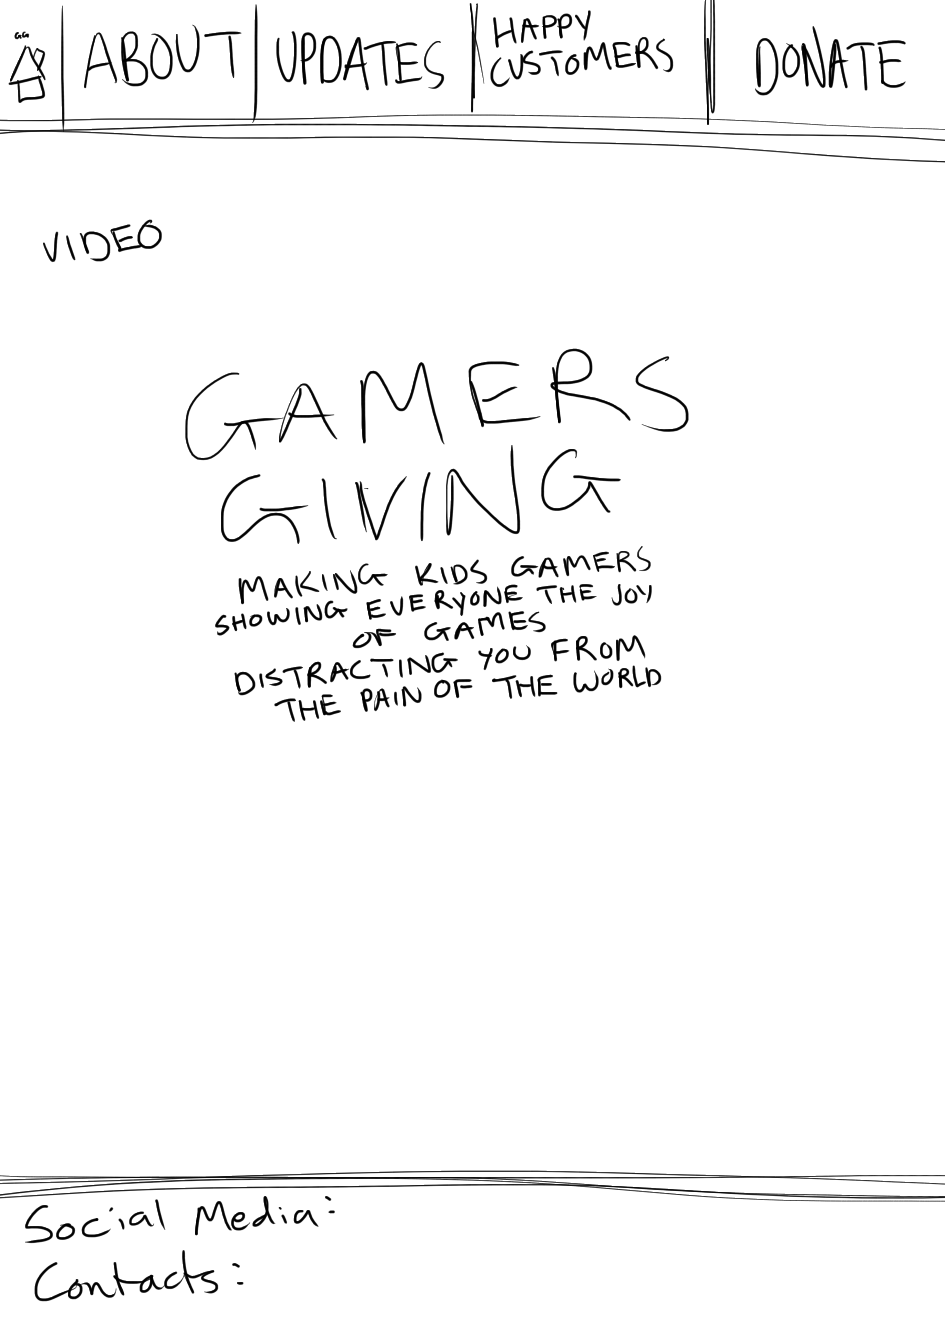 GG
ABOUT
UPDATES
HAPPY
CUSTOMERS
DONATE
VIDEO
GAMERS
GIVING
MAKING KIDS GAMERS
SHOWING EVERYONE THE JOY
OF GAMES
DISTRACTING YOU FROM
THE PAIN OF THE WORLD
Social Media:
Contacts: